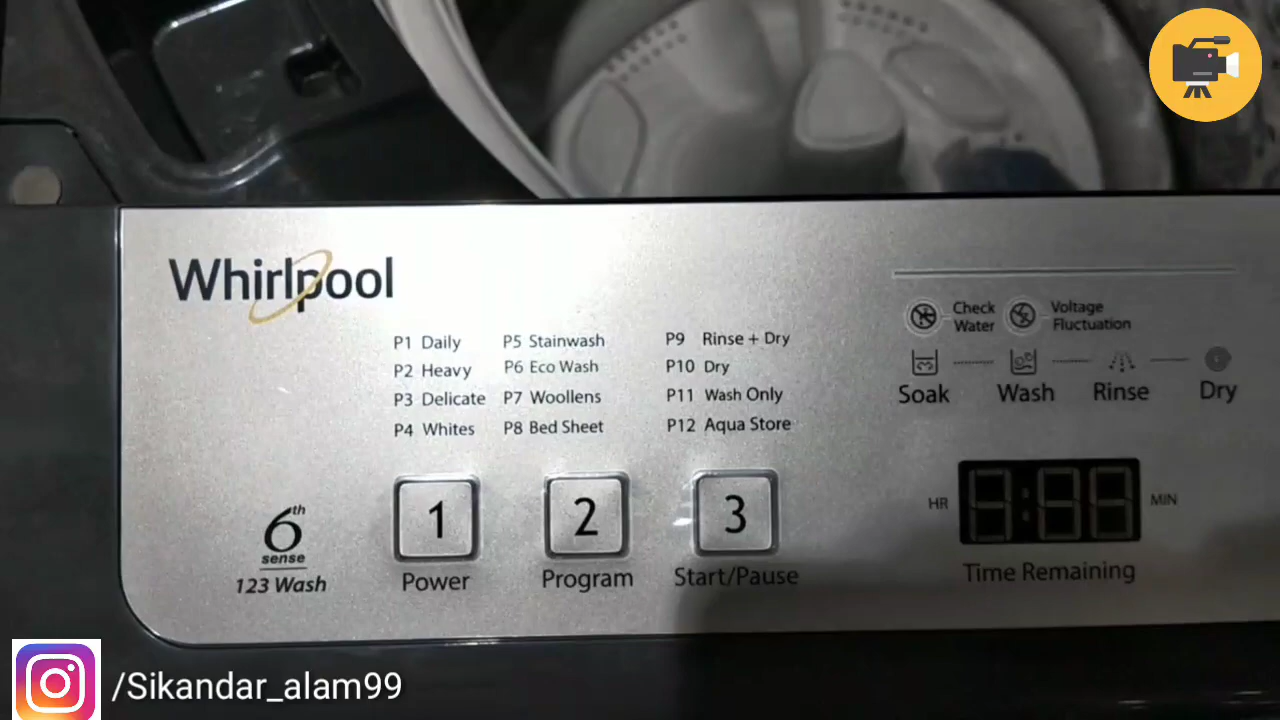 Whirlpool
P1 Daily
P2 Heavy
P3 Delicate
P4 Whites
P5 Stainwash
P6 Eco Wash
P7 Woollens
P8 Bed Sheet
P9 Rinse + Dry
P10 Dry
P11 Wash Only
P12 Aqua Store
Check
Water
Voltage
Fluctuation
Soak
Wash
Rinse
Dry
6th
sense
123 Wash
1
Power
2
Program
3
Start/Pause
HR
MIN
Time Remaining
/Sikandar_alam99